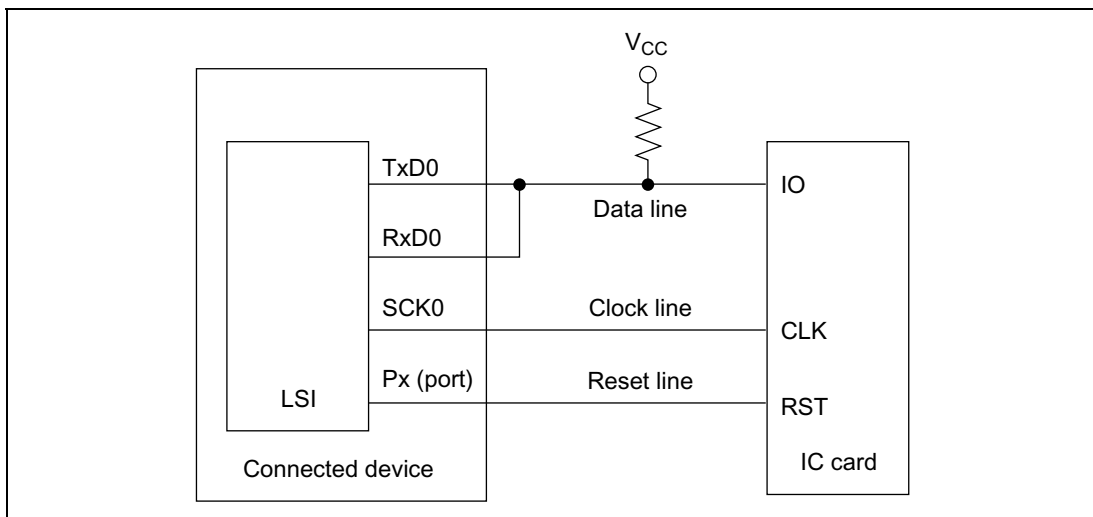 VCC
TxD0
IO
Data line
RxD0
SCK0
Clock line
CLK
Px (port)
Reset line
LSI
RST
Connected device
IC card